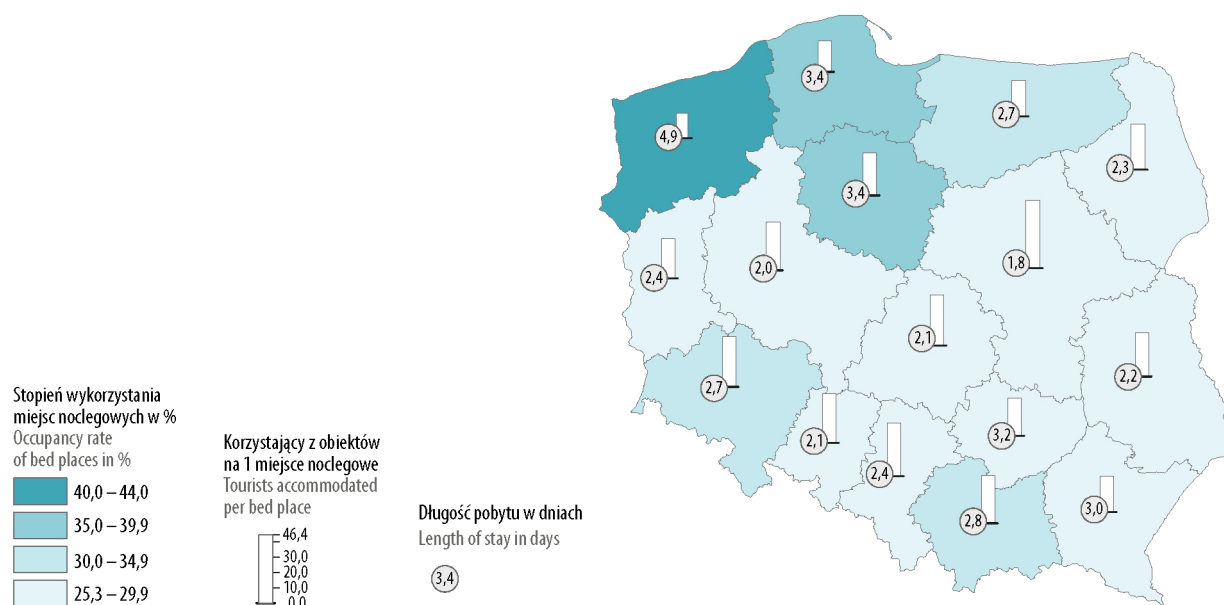 3,4
2,7
4,9
2,3
3,4
2,4
2,0
1,8
2,1
2,2
2,7
2,1
3,2
2,4
2,8
3,0
Stopień wykorzystania
miejsc noclegowych w %
Occupancy rate
of bed places in %
40,0 – 44,0
35,0 – 39,9
30,0 – 34,9
25,3 – 29,9
Korzystający z obiektów
na 1 miejsce noclegowe
Tourists accommodated
per bed place
46,4
30,0
20,0
10,0
0,0
Długość pobytu w dniach
Length of stay in days
3,4